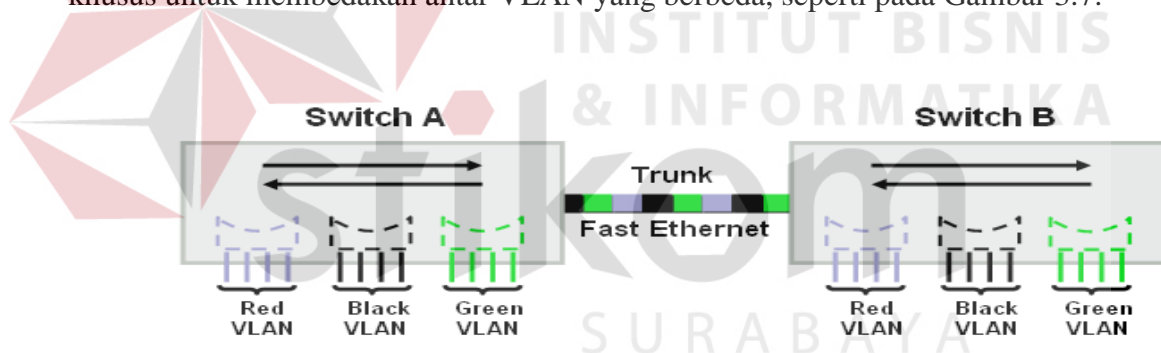 khusus untuk membedakan antar VLAN yang berbeda, seperti pada Gambar 3.7.
INSTITUT BISNIS
& INFORMATIKA
stikom
SURABAYA
Switch A
Switch B
Trunk
Fast Ethernet
Red
VLAN
Black
VLAN
Green
VLAN
Red
VLAN
Black
VLAN
Green
VLAN